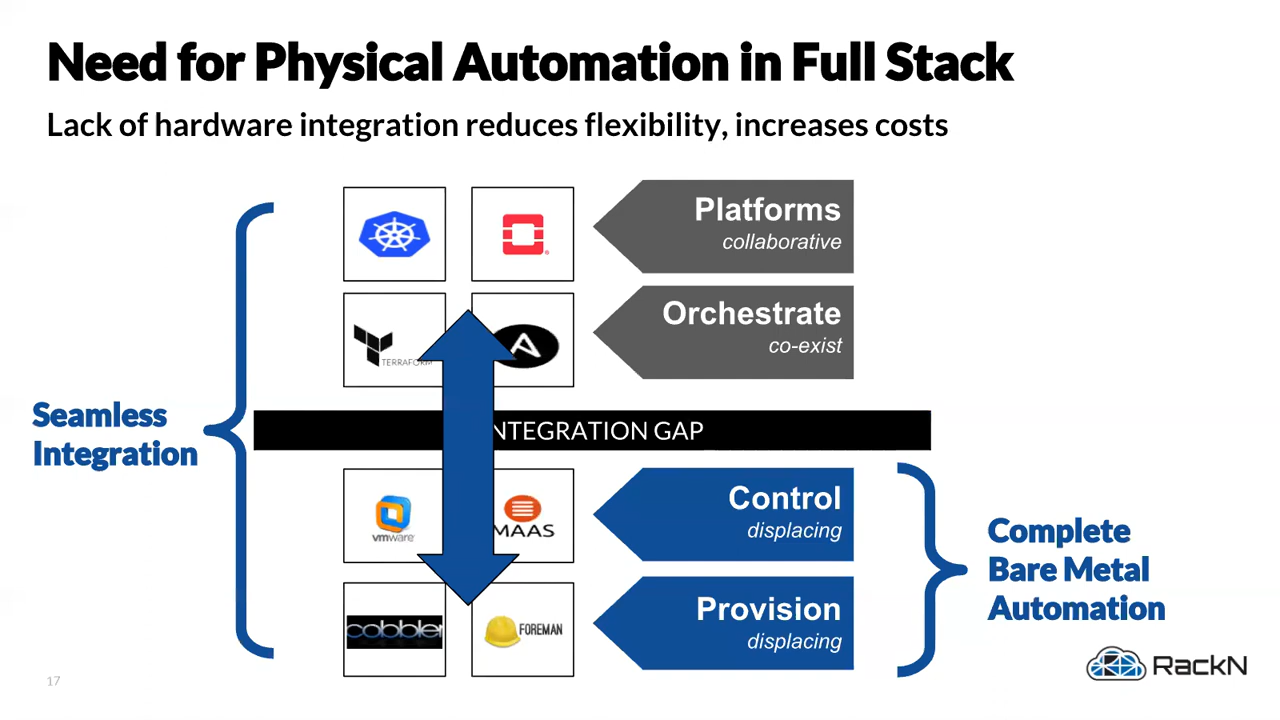 Need for Physical Automation in Full Stack
Lack of hardware integration reduces flexibility, increases costs
Platforms
collaborative
TERRAFORM
Orchestrate
co-exist
Seamless
Integration
NTEGRATION GAP
vmware
MAAS
Control
displacing
Complete
Bare Metal
Automation
cobbler
FOREMAN
Provision
displacing
17
RackN